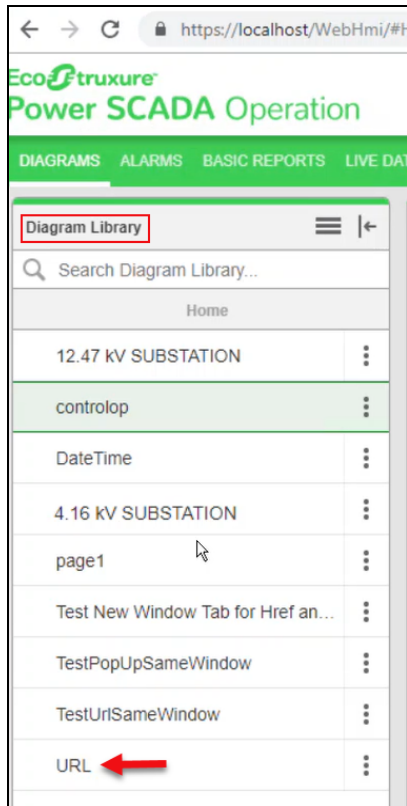 https://localhost/WebHmi/#H
EcoStruxure™
Power SCADA Operation
DIAGRAMS ALARMS BASIC REPORTS LIVE DAT
Diagram Library
Search Diagram Library...
Home
12.47 kV SUBSTATION
controlop
DateTime
4.16 kV SUBSTATION
page1
Test New Window Tab for Href an...
TestPopUpSameWindow
TestUrlSameWindow
URL